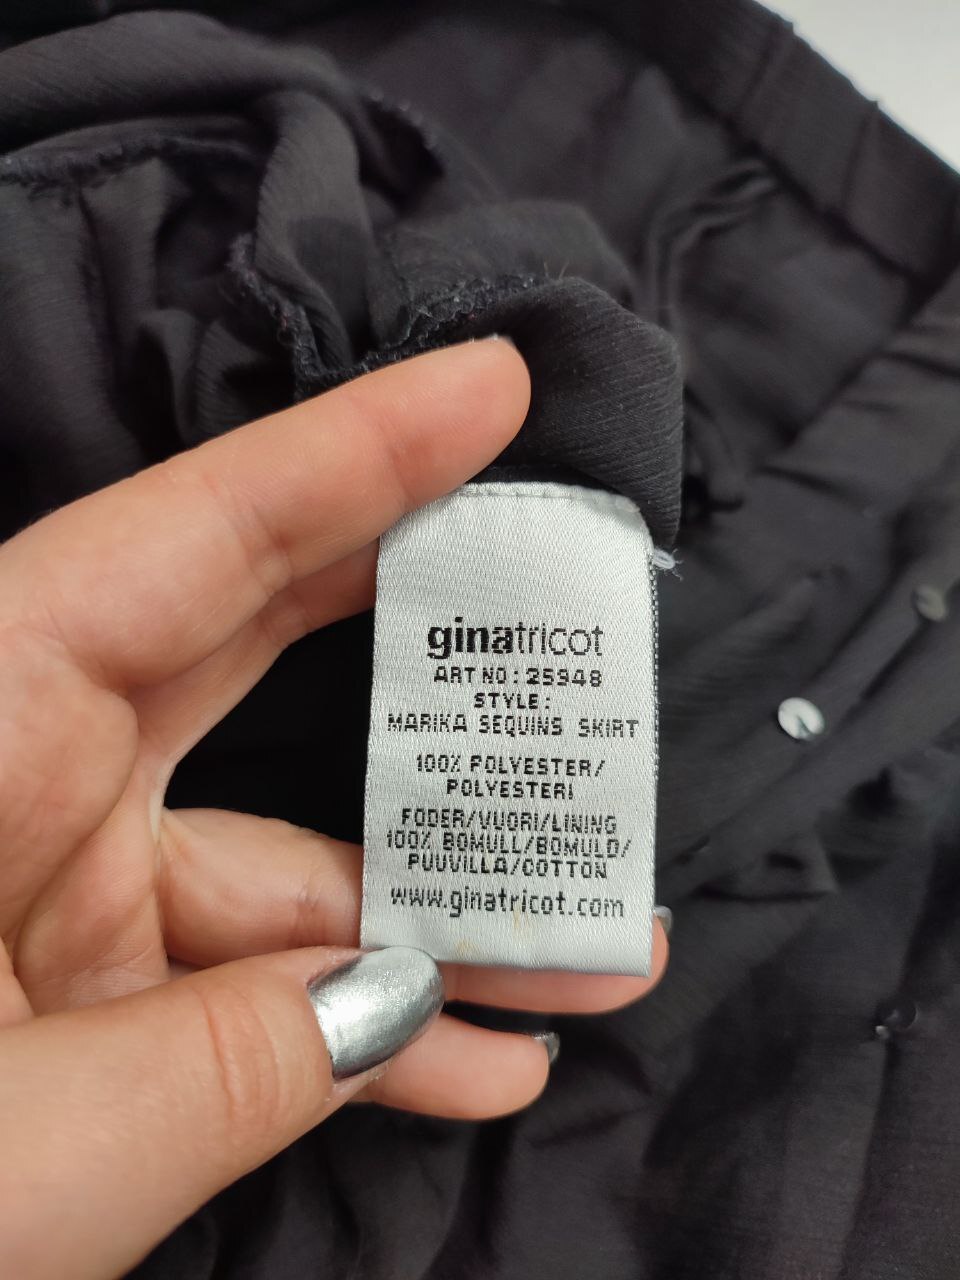 ginatricot
ART NO: 25948
STYLE:
MARIKA SEQUINS SKIRT
100% POLYESTER/
POLYESTERI
FODER/VUORI/LINING
100% BOMULL/BOMULD/
PUUVILLA/COTTON
www.ginatricot.com